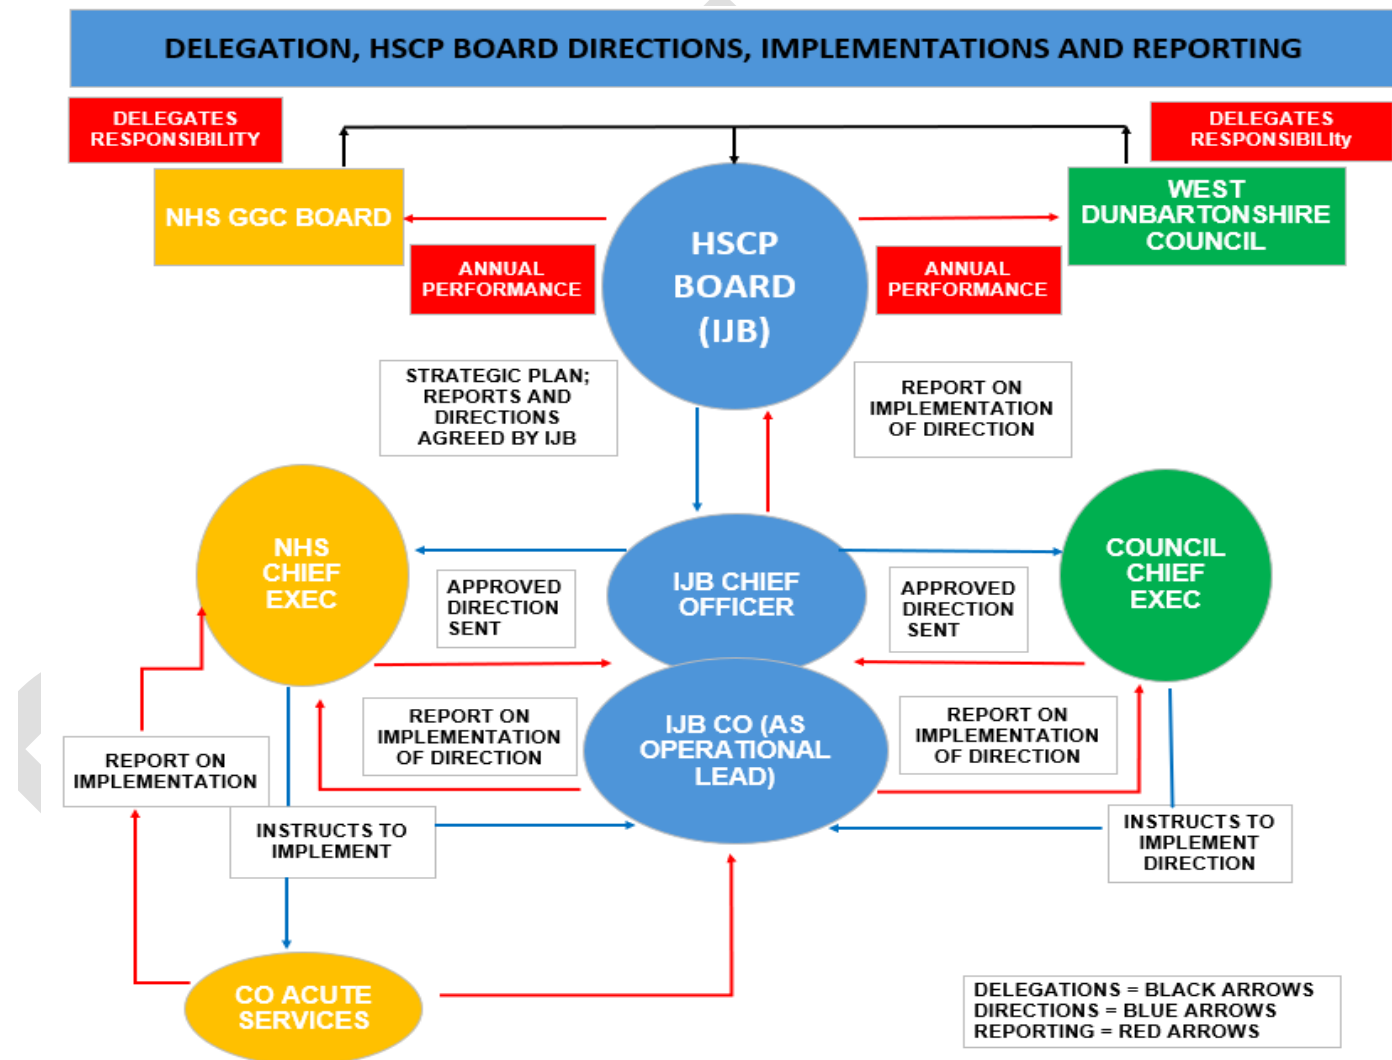 DELEGATION, HSCP BOARD DIRECTIONS, IMPLEMENTATIONS AND REPORTING
DELEGATES
RESPONSIBILITY
DELEGATES
RESPONSIBILIty
NHS GGC BOARD
WEST
DUNBARTONSHIRE
COUNCIL
HSCP
BOARD
(IJB)
ANNUAL
PERFORMANCE
ANNUAL
PERFORMANCE
STRATEGIC PLAN;
REPORTS AND
DIRECTIONS
AGREED BY IJB
REPORT ON
IMPLEMENTATION
OF DIRECTION
NHS
CHIEF
EXEC
COUNCIL
CHIEF
EXEC
IJB CHIEF
OFFICER
APPROVED
DIRECTION
SENT
APPROVED
DIRECTION
SENT
REPORT ON
IMPLEMENTATION
OF DIRECTION
IJB CO (AS
OPERATIONAL
LEAD)
REPORT ON
IMPLEMENTATION
OF DIRECTION
REPORT ON
IMPLEMENTATION
INSTRUCTS TO
IMPLEMENT
INSTRUCTS TO
IMPLEMENT
DIRECTION
CO ACUTE
SERVICES
DELEGATIONS = BLACK ARROWS
DIRECTIONS = BLUE ARROWS
REPORTING = RED ARROWS